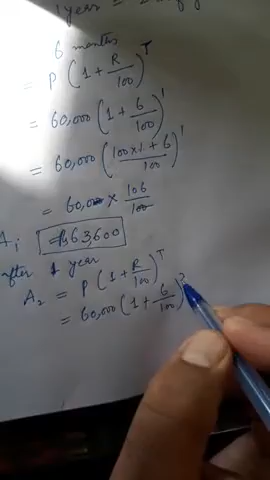 1 year =
6 months
= P (1 + R/100)^T
= 60,000 (1 + 6/100)^1
= 60,000 (100×1 + 6/100)^1
= 60,000 × 106/100
A₁ = ₹63,600
after 1 year
A₂ = P (1 + R/100)^T
= 60,000 (1 + 6/100)